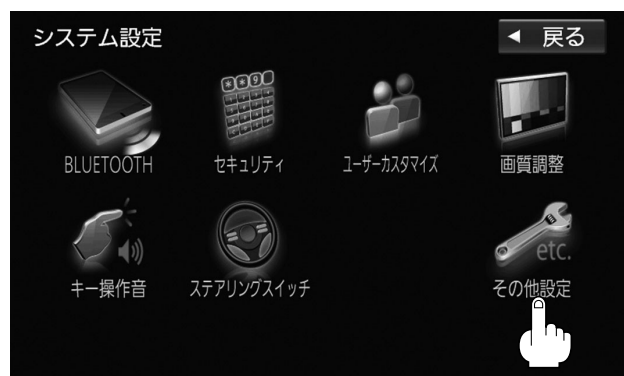 システム設定
◀ 戻る
BLUETOOTH
セキュリティ
ユーザーカスタマイズ
画質調整
キー操作音
ステアリングスイッチ
etc.
その他設定